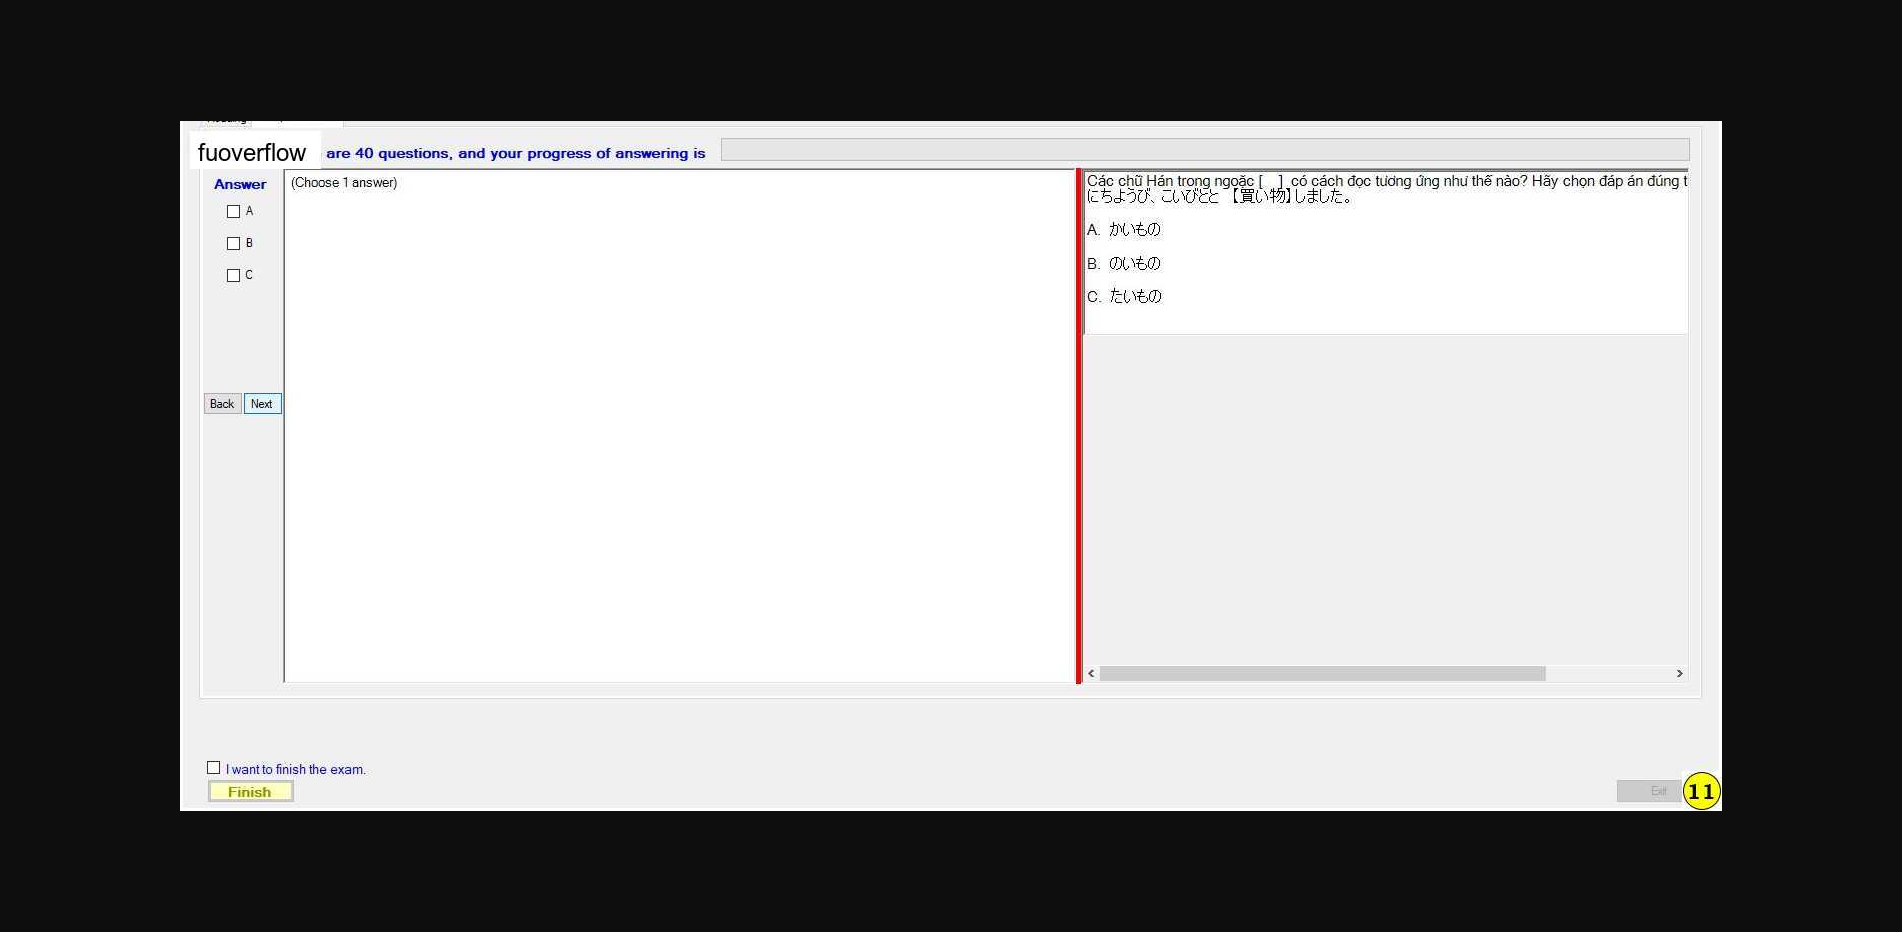 fuoverflow are 40 questions, and your progress of answering is
Answer
(Choose 1 answer)
A
B
C
Back Next
Các chữ Hán trong ngoặc [ ] có cách đọc tương ứng như thế nào? Hãy chọn đáp án đúng t
にちようび、こいびとと 【買い物】しました。
A. かいもの
B. のいもの
C. たいもの
I want to finish the exam.
Finish
Exit
11